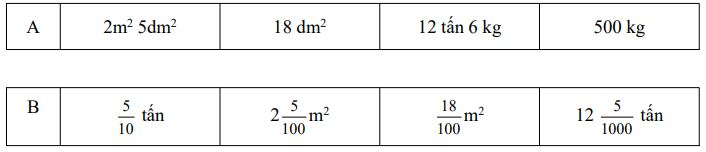 A 2m² 5dm² 18 dm² 12 tấn 6 kg 500 kg
B 5/10 tấn 2 5/100 m² 18/100 m² 12 5/1000 tấn